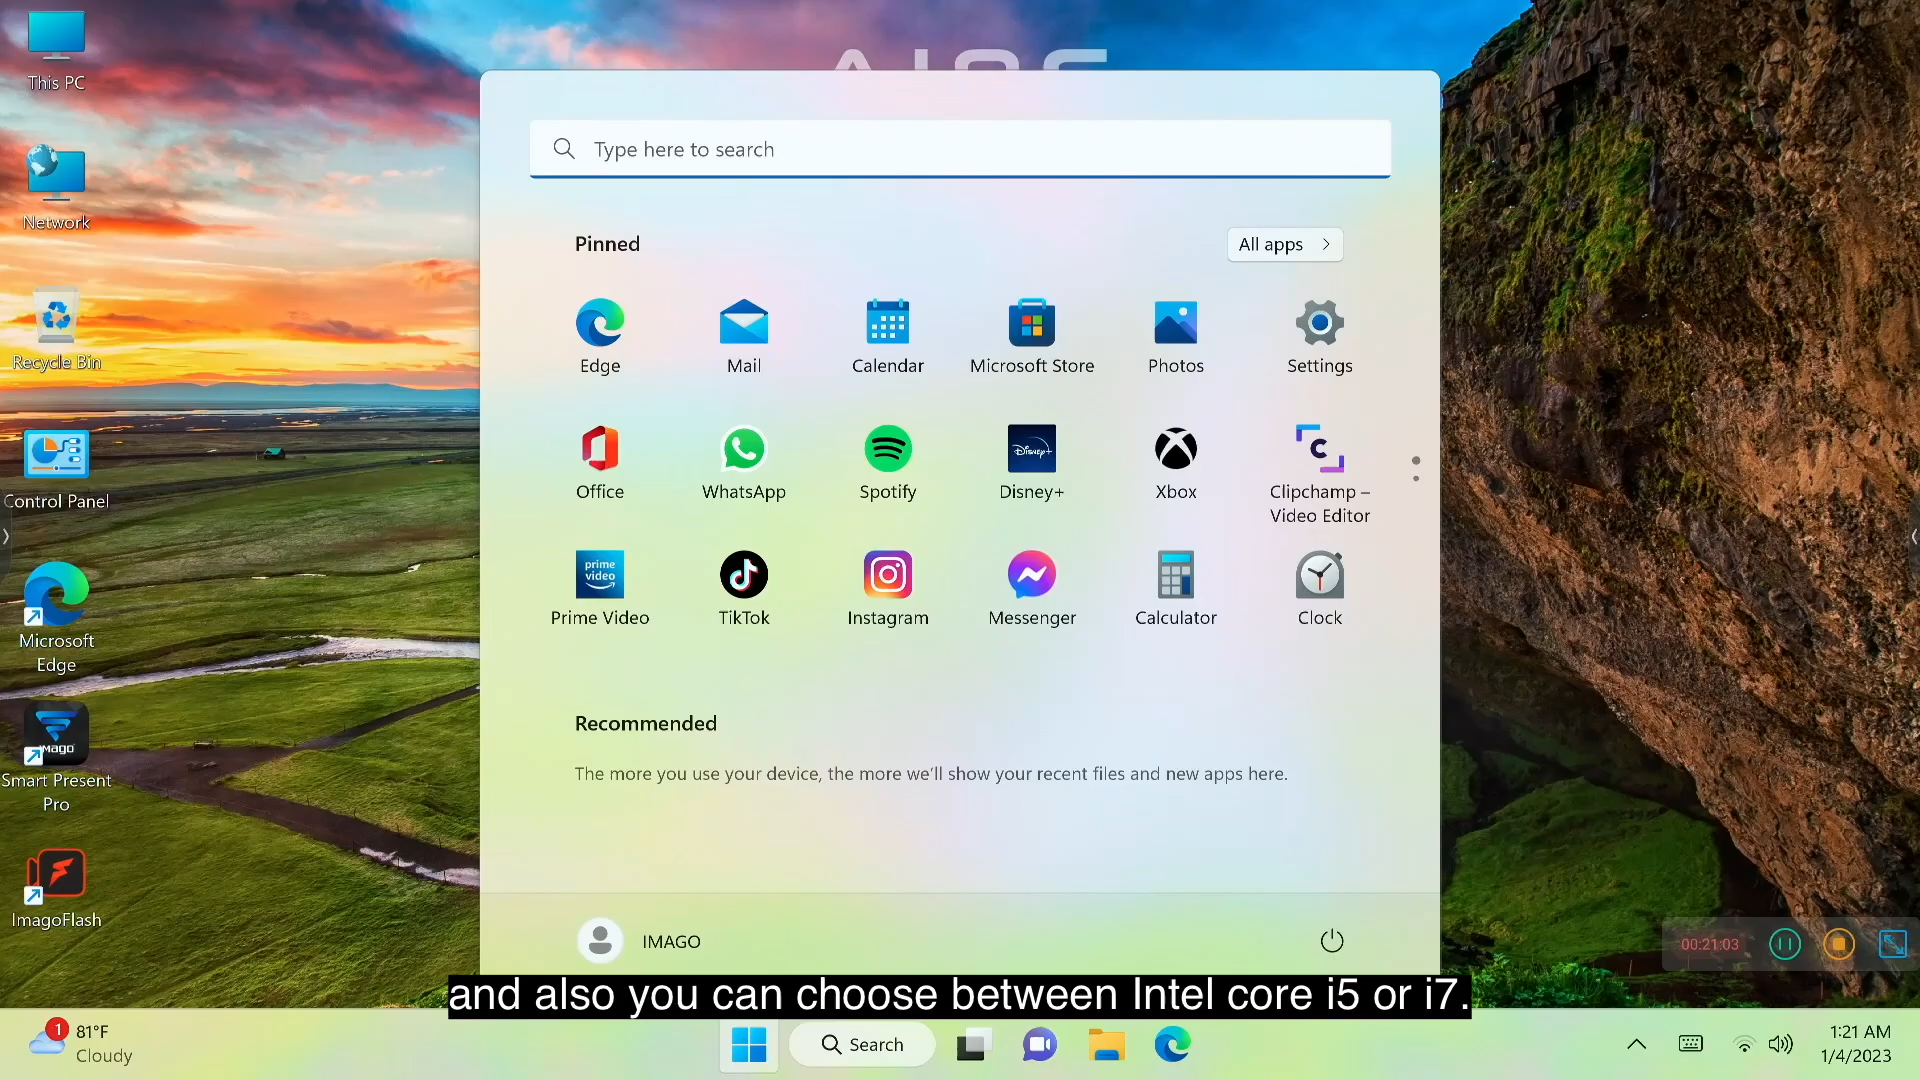 This PC
Network
Recycle Bin
Control Panel
Microsoft
Edge
imago
Smart Present
Pro
ImagoFlash
Type here to search
Pinned
All apps
Edge
Mail
Calendar
Microsoft Store
Photos
Settings
Office
WhatsApp
Spotify
Disney+
Disney+
Xbox
C
Clipchamp –
Video Editor
prime
video
Prime Video
TikTok
Instagram
Messenger
Calculator
Clock
Recommended
The more you use your device, the more we'll show your recent files and new apps here.
IMAGO
00:21:03
and also you can choose between Intel core i5 or i7.
1
81°F
Cloudy
Search
1:21 AM
1/4/2023